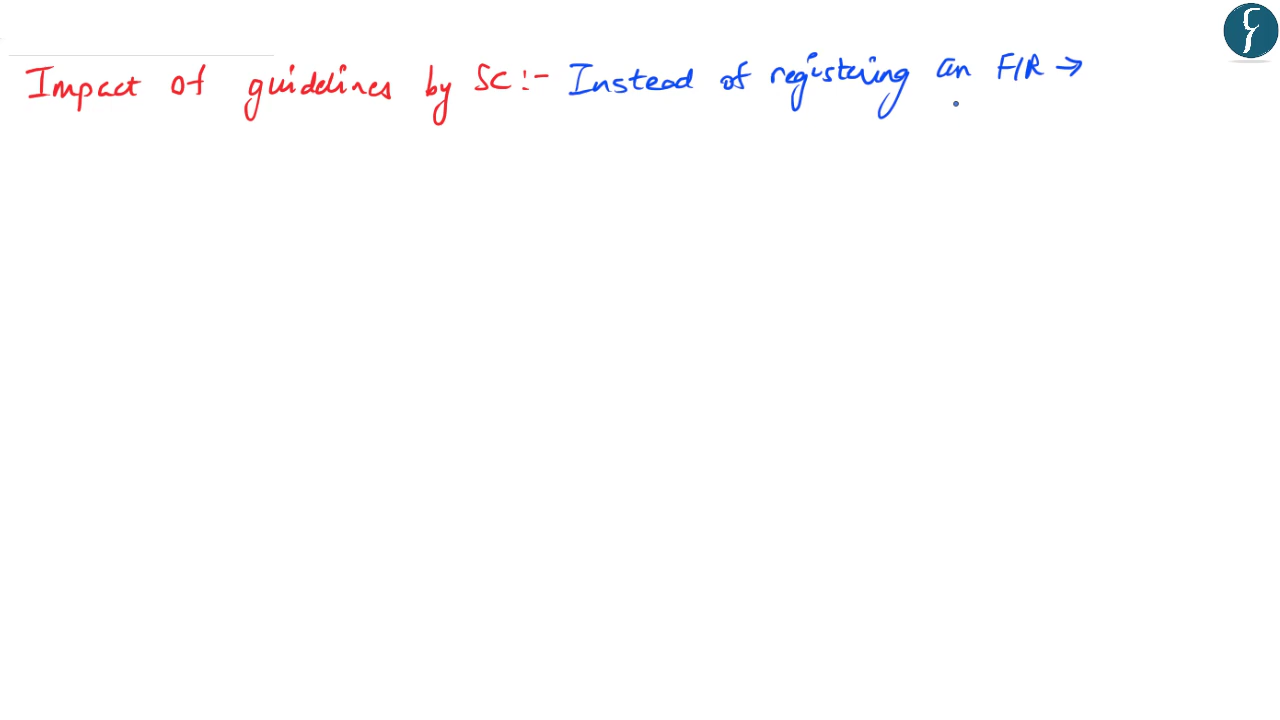 Impact of guidelines by SC :- Instead of registering an FIR →